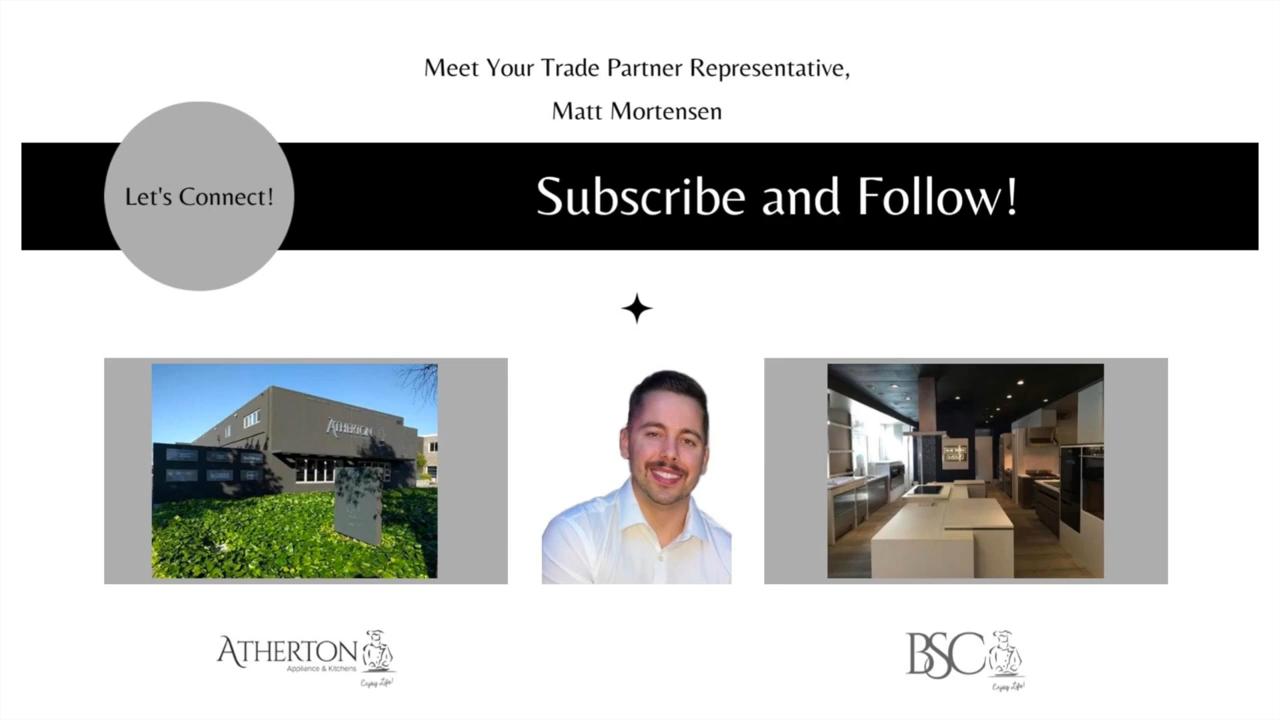 Meet Your Trade Partner Representative,
Matt Mortensen
Let's Connect!
Subscribe and Follow!
ATHERTON
ATHERTON
Appliance & Kitchens
Enjoy Life!
BSC
Enjoy Life!